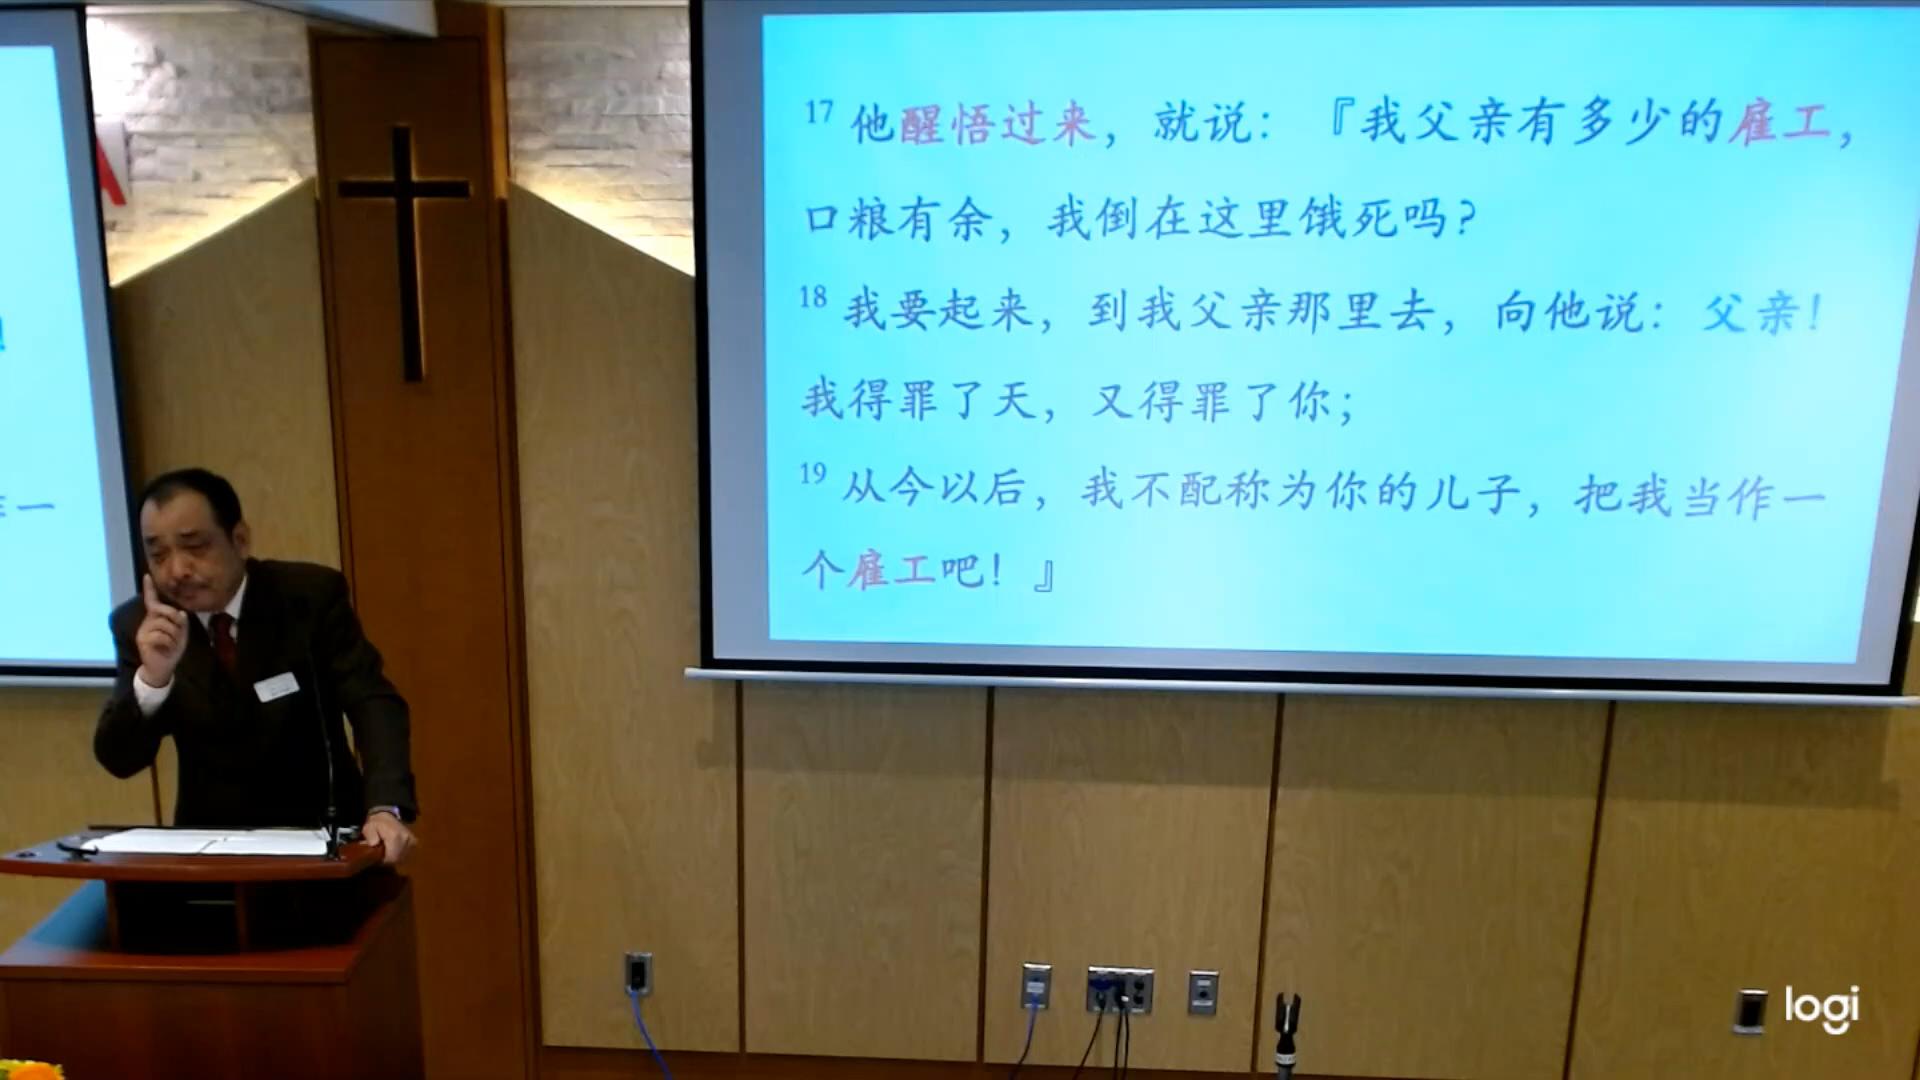 A
作一
17 他醒悟过来，就说：『我父亲有多少的雇工，
口粮有余，我倒在这里饿死吗？
18 我要起来，到我父亲那里去，向他说：父亲！
我得罪了天，又得罪了你；
19 从今以后，我不配称为你的儿子，把我当作一
个雇工吧！』
logi